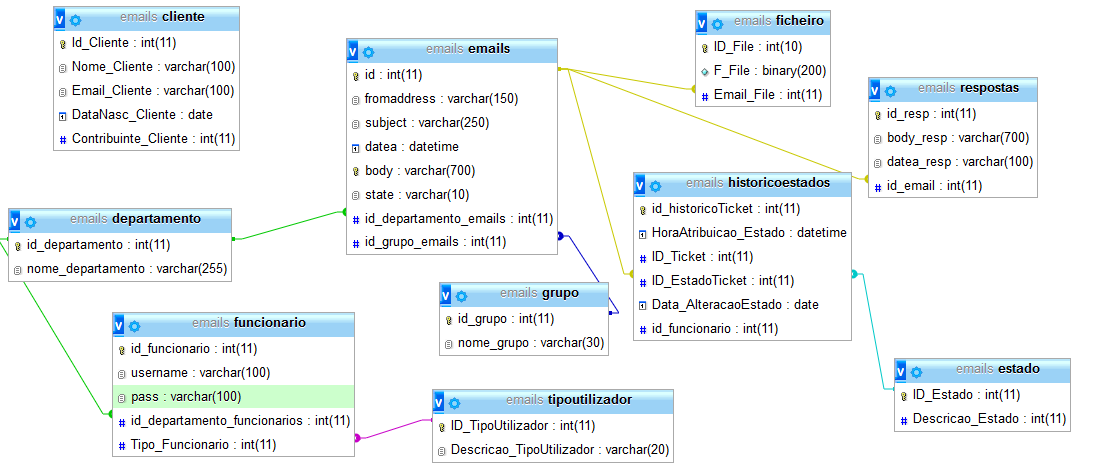 emails cliente
Id_Cliente : int(11)
Nome_Cliente : varchar(100)
Email_Cliente : varchar(100)
DataNasc_Cliente : date
Contribuinte_Cliente : int(11)
emails emails
id : int(11)
fromaddress : varchar(150)
subject : varchar(250)
datea : datetime
body : varchar(700)
state : varchar(10)
id_departamento_emails : int(11)
id_grupo_emails : int(11)
emails ficheiro
ID_File : int(10)
F_File : binary(200)
Email_File : int(11)
emails respostas
id_resp : int(11)
body_resp : varchar(700)
datea_resp : varchar(100)
id_email : int(11)
emails historicoestados
id_historicoTicket : int(11)
HoraAtribuicao_Estado : datetime
ID_Ticket : int(11)
ID_EstadoTicket : int(11)
Data_AlteracaoEstado : date
id_funcionario : int(11)
emails departamento
id_departamento : int(11)
nome_departamento : varchar(255)
emails grupo
id_grupo : int(11)
nome_grupo : varchar(30)
emails funcionario
id_funcionario : int(11)
username : varchar(100)
pass : varchar(100)
id_departamento_funcionarios : int(11)
Tipo_Funcionario : int(11)
emails tipoutilizador
ID_TipoUtilizador : int(11)
Descricao_TipoUtilizador : varchar(20)
emails estado
ID_Estado : int(11)
Descricao_Estado : int(11)